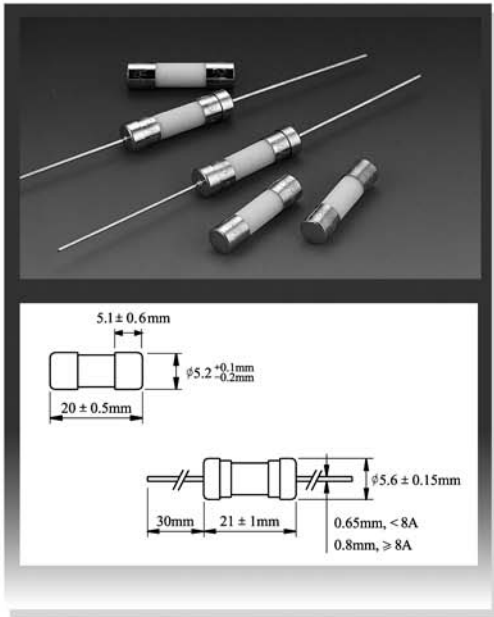 5.1 ± 0.6mm
ϕ5.2 +0.1mm -0.2mm
20 ± 0.5mm
ϕ5.6 ± 0.15mm
30mm
21 ± 1mm
0.65mm, < 8A
0.8mm, ⩾ 8A